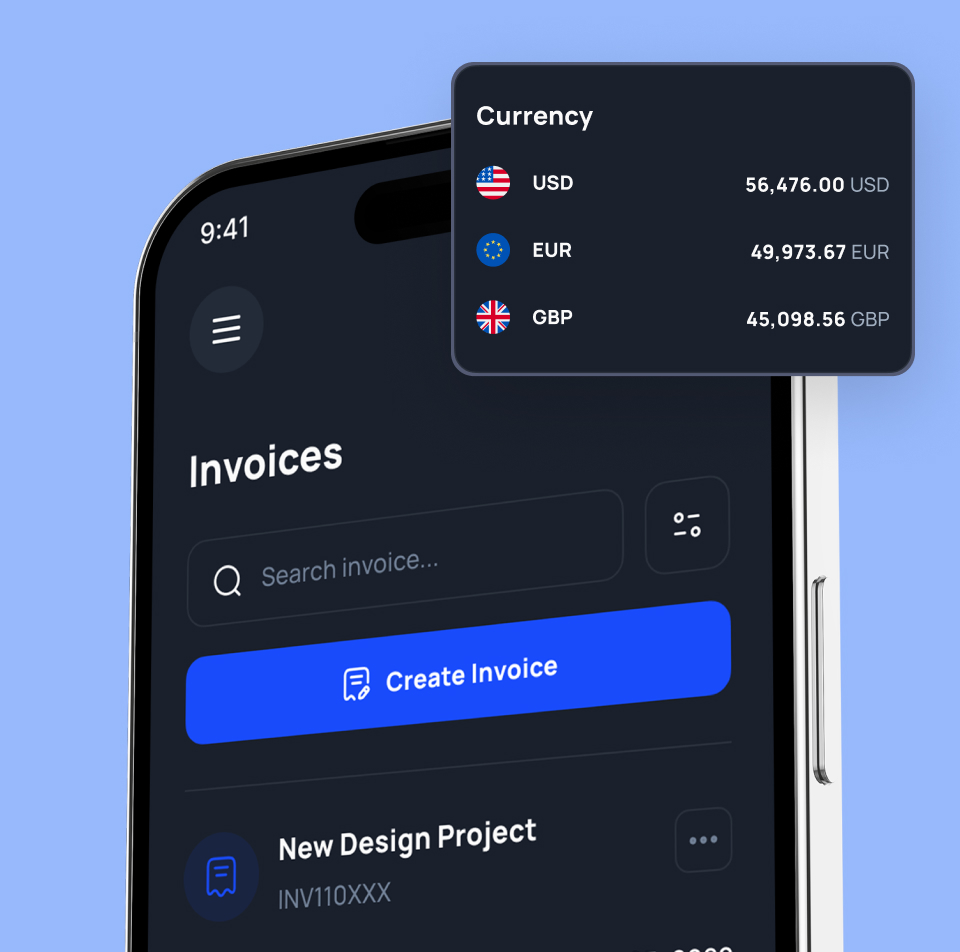 Currency
USD 56,476.00 USD
EUR 49,973.67 EUR
GBP 45,098.56 GBP
9:41
Invoices
Search invoice...
Create Invoice
New Design Project
INV110XXX